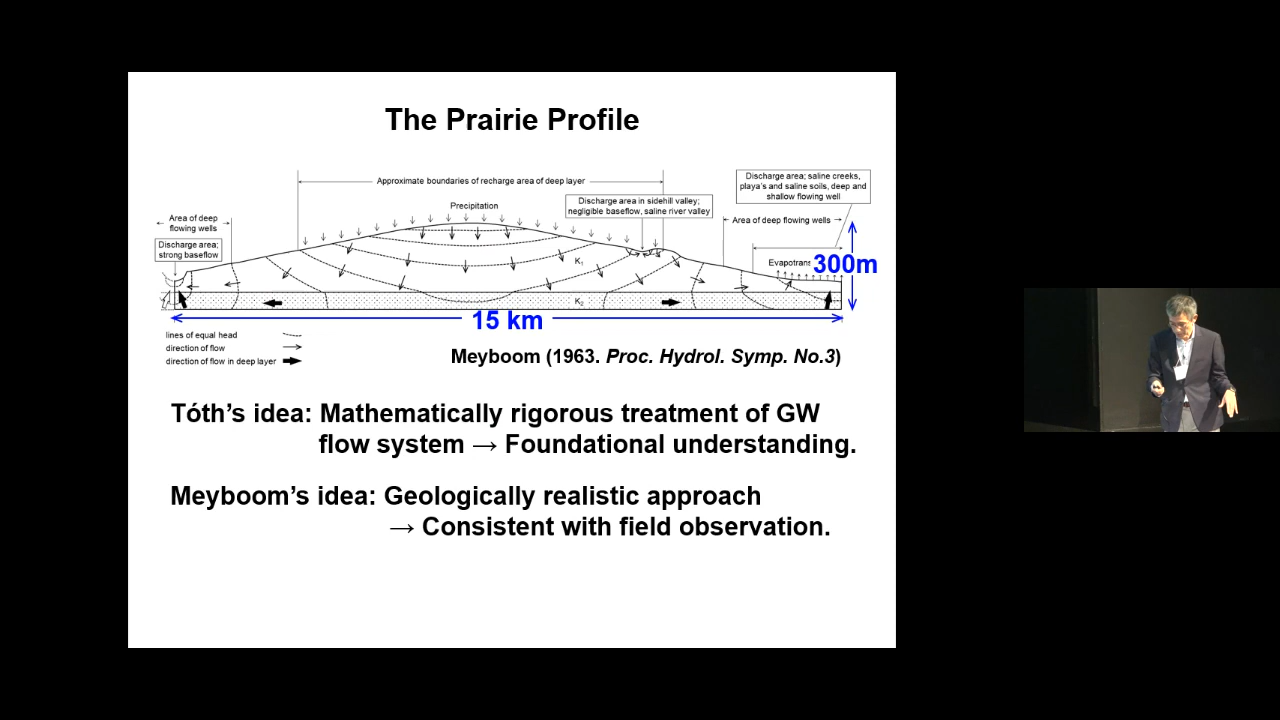 The Prairie Profile
Approximate boundaries of recharge area of deep layer
Discharge area; saline creeks,
playa's and saline soils, deep and
shallow flowing well
Precipitation
Discharge area in sidehill valley;
negligible baseflow, saline river valley
Area of deep
flowing wells
Area of deep flowing wells
Discharge area;
strong baseflow
K₁
Evapotrans
300m
K₂
15 km
lines of equal head
direction of flow
direction of flow in deep layer
Meyboom (1963. Proc. Hydrol. Symp. No.3)
Tóth's idea: Mathematically rigorous treatment of GW
flow system → Foundational understanding.
Meyboom's idea: Geologically realistic approach
→ Consistent with field observation.